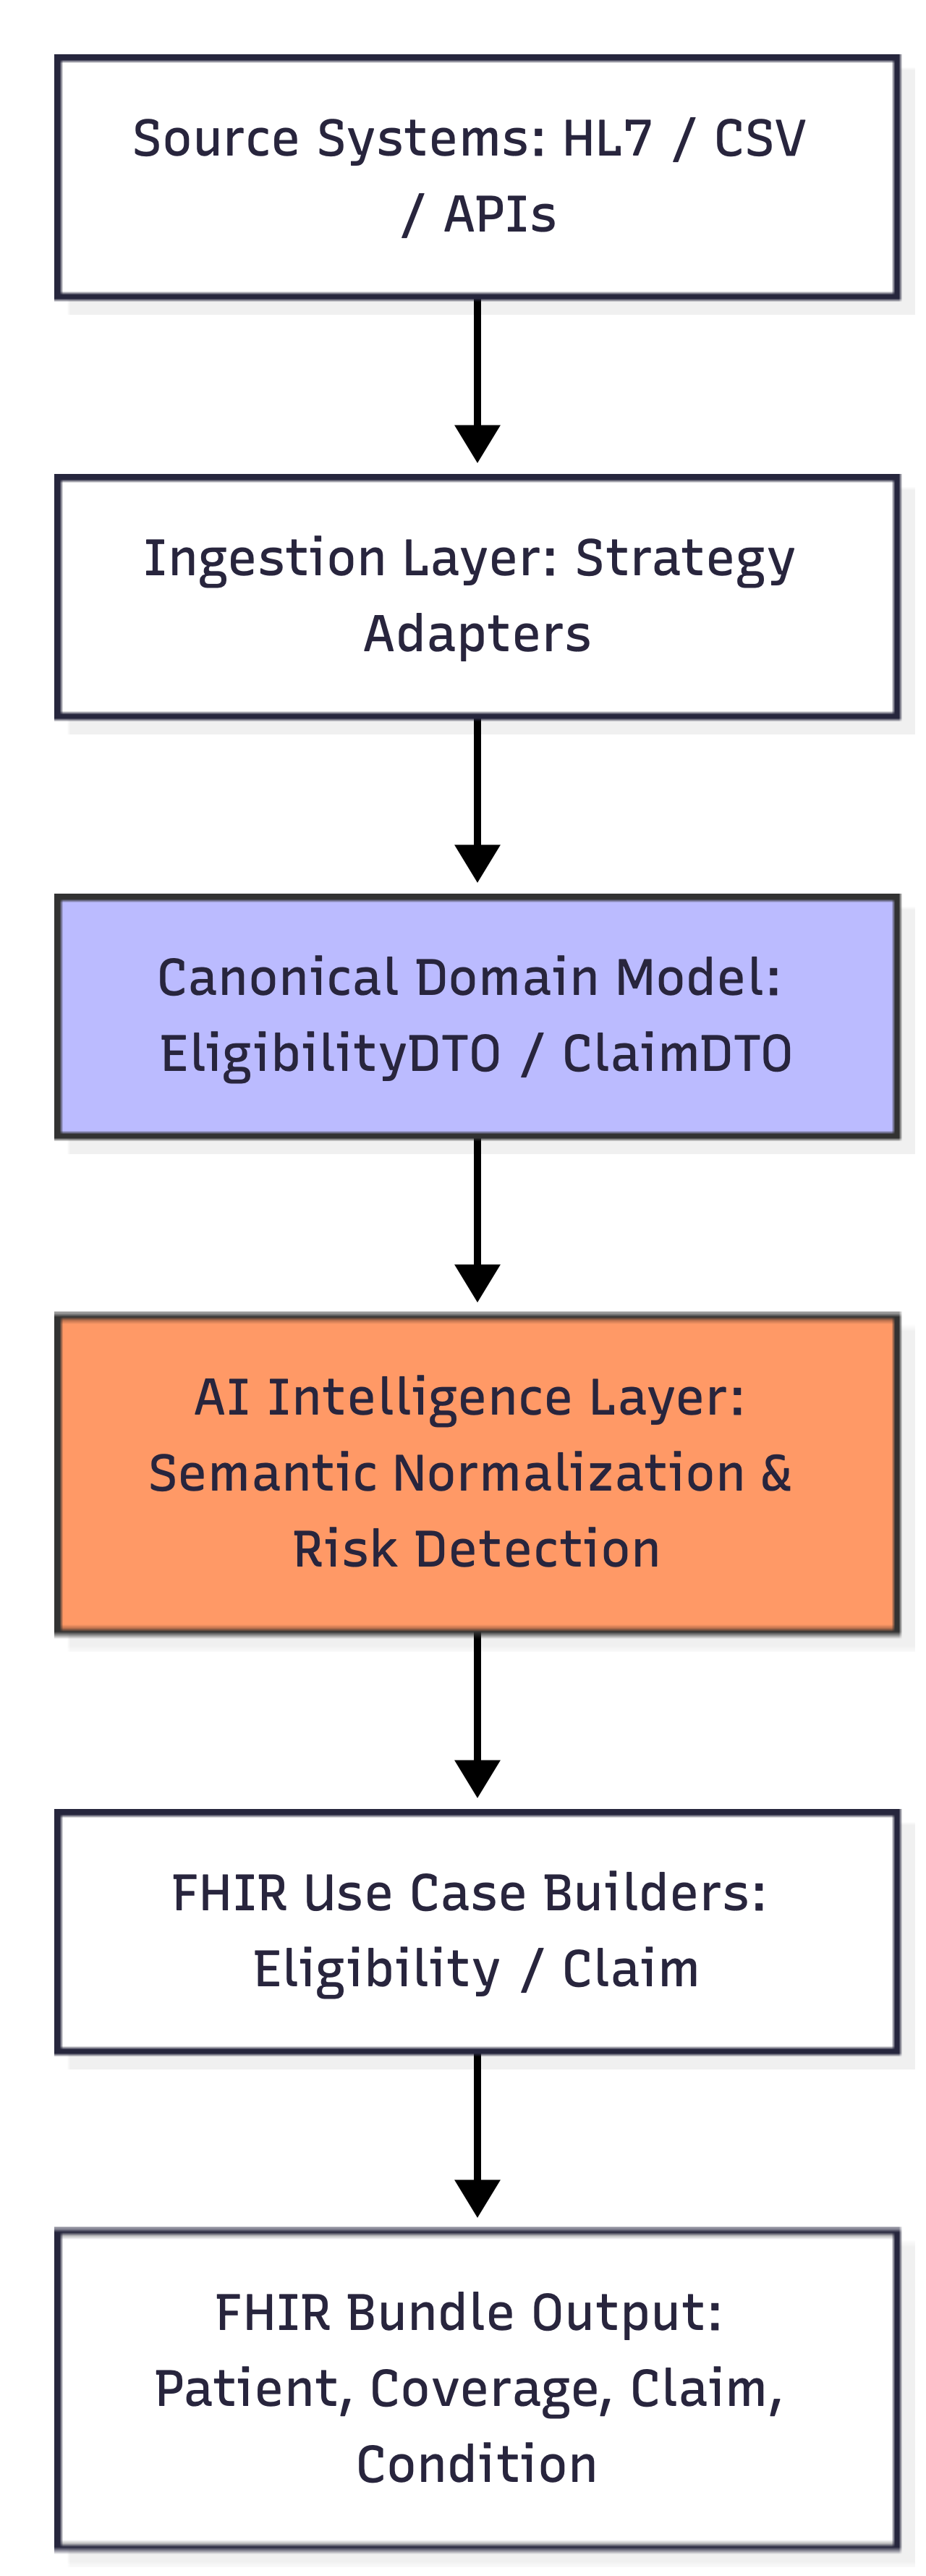 Source Systems: HL7 / CSV
/ APIs
Ingestion Layer: Strategy
Adapters
Canonical Domain Model:
EligibilityDTO / ClaimDTO
AI Intelligence Layer:
Semantic Normalization &
Risk Detection
FHIR Use Case Builders:
Eligibility / Claim
FHIR Bundle Output:
Patient, Coverage, Claim,
Condition